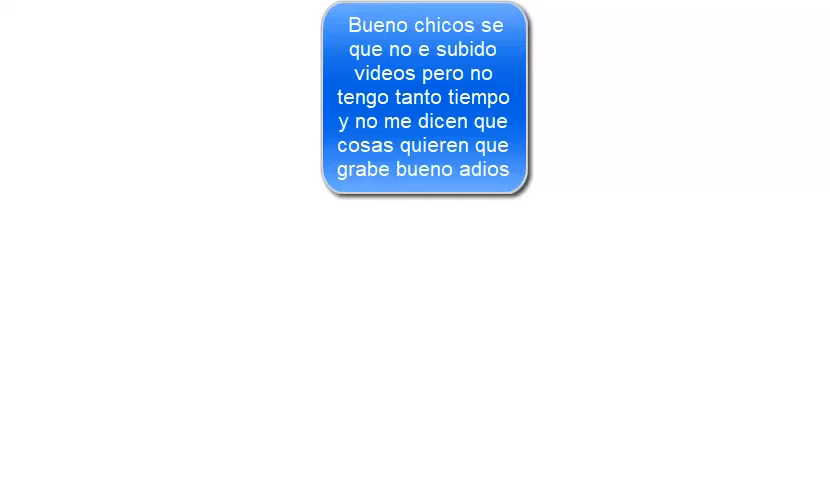 Bueno chicos se
que no e subido
videos pero no
tengo tanto tiempo
y no me dicen que
cosas quieren que
grabe bueno adios